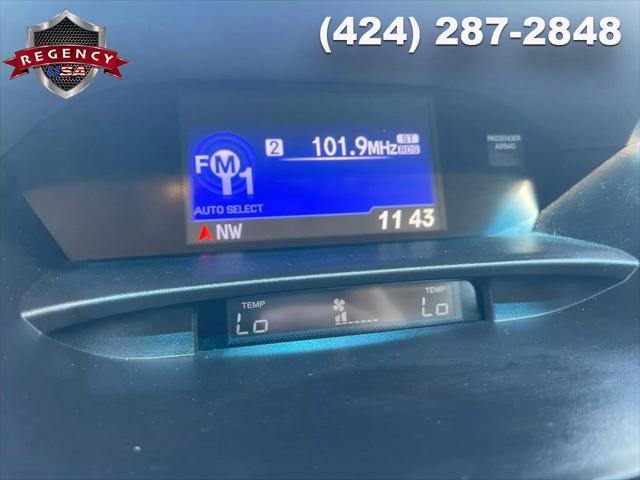 REGENCY
USA
(424) 287-2848
PASSENGER
AIRBAG
FM1
2 101.9MHz ST
RDS
AUTO SELECT
NW 11 43
TEMP TEMP
Lo Lo